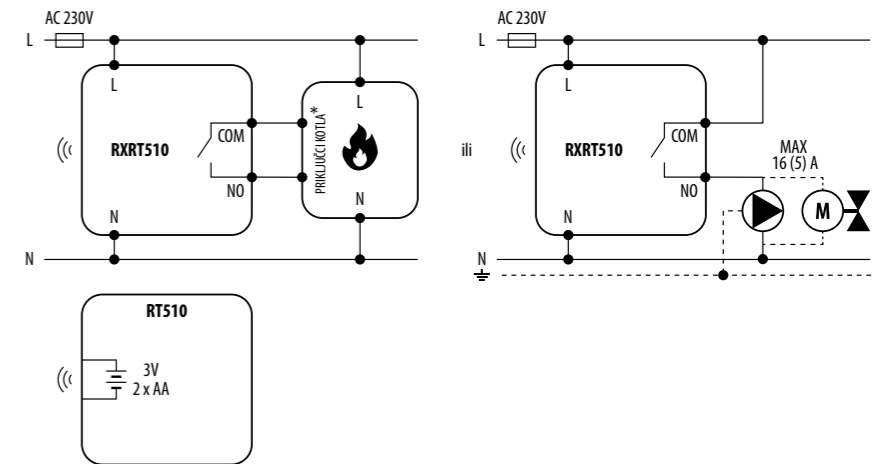 AC 230V
L
L
RXRT510
COM
NO
N
N
PRIKLJUČCI KOTLA*
L
N
ili
AC 230V
L
L
RXRT510
COM
NO
N
N
MAX
16 (5) A
M
RT510
3V
2 x AA